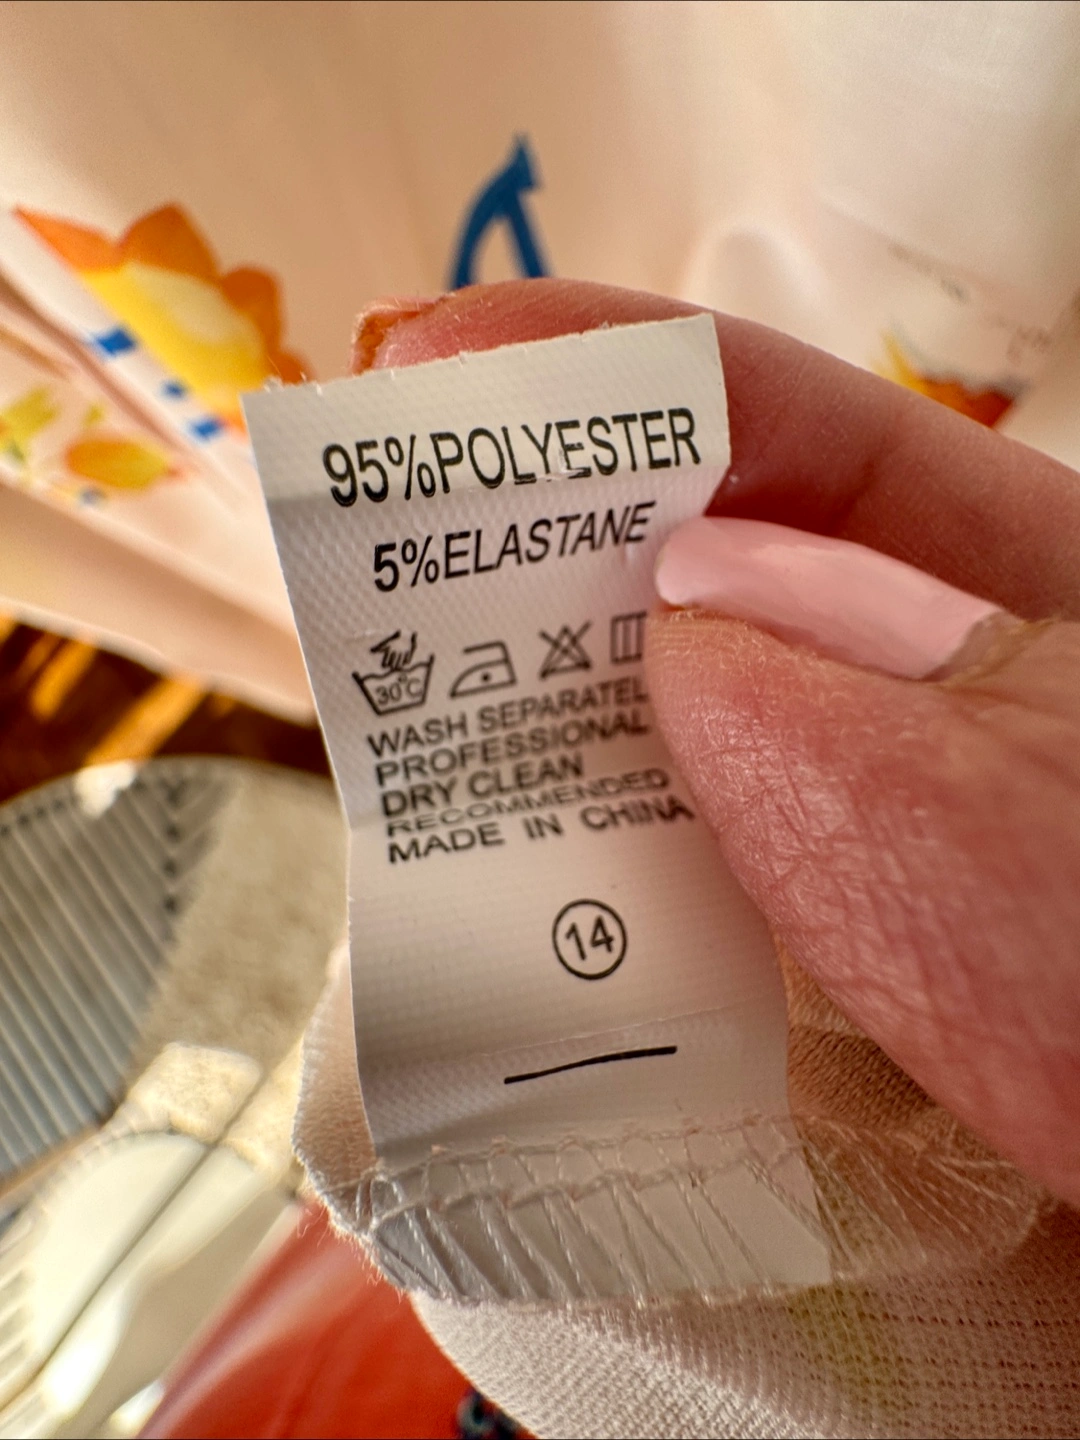 95%POLYESTER
5%ELASTANE
30°C
WASH SEPARATEL
PROFESSIONAL
DRY CLEAN
RECOMMENDED
MADE IN CHINA
14